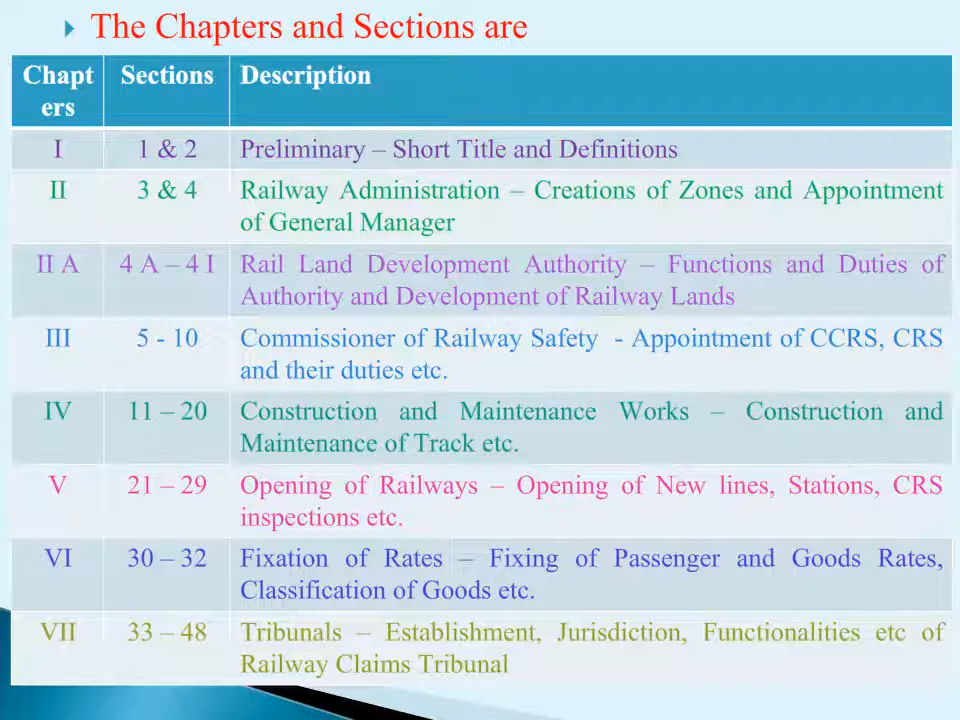 The Chapters and Sections are
Chapt
ers
Sections
Description
I 1 & 2 Preliminary – Short Title and Definitions
II 3 & 4 Railway Administration – Creations of Zones and Appointment
of General Manager
II A 4 A – 4 I Rail Land Development Authority – Functions and Duties of
Authority and Development of Railway Lands
III 5 - 10 Commissioner of Railway Safety - Appointment of CCRS, CRS
and their duties etc.
IV 11 – 20 Construction and Maintenance Works – Construction and
Maintenance of Track etc.
V 21 – 29 Opening of Railways – Opening of New lines, Stations, CRS
inspections etc.
VI 30 – 32 Fixation of Rates – Fixing of Passenger and Goods Rates,
Classification of Goods etc.
VII 33 – 48 Tribunals – Establishment, Jurisdiction, Functionalities etc of
Railway Claims Tribunal